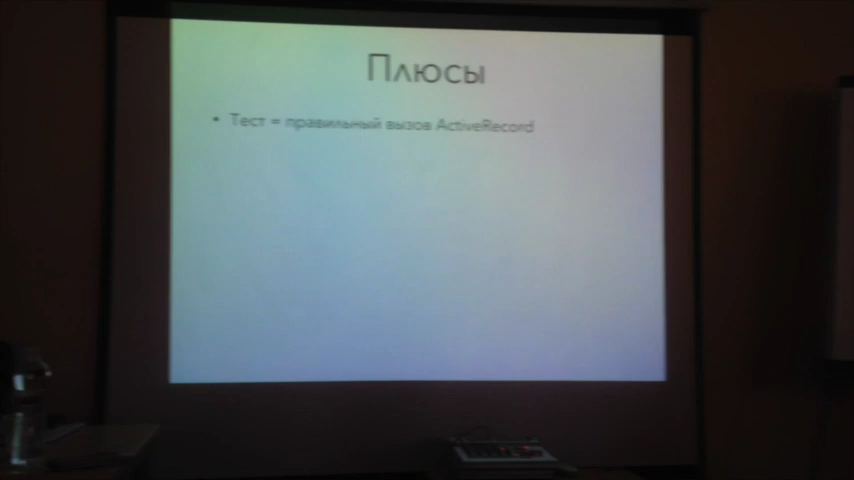 Плюсы
• Тест = правильный вызов ActiveRecord